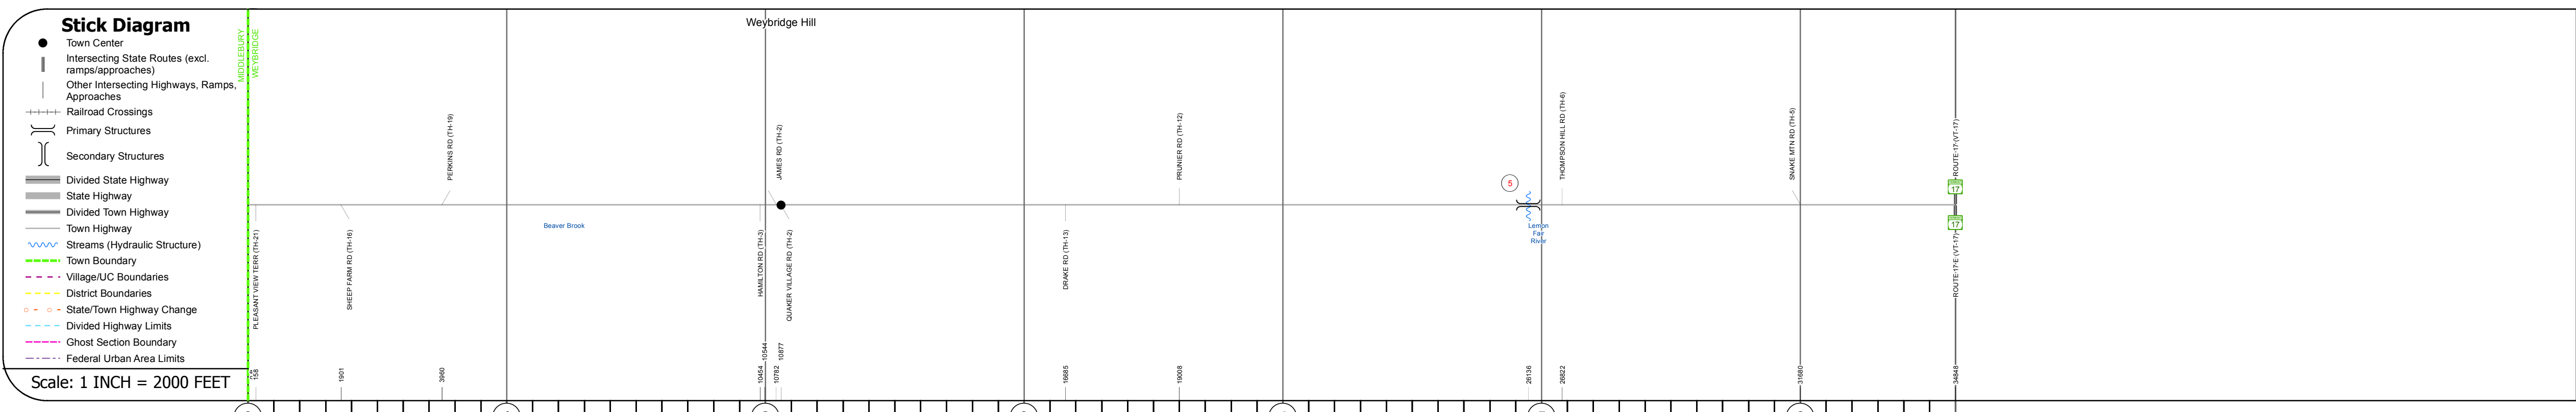 Stick Diagram
Town Center
Intersecting State Routes (excl.
ramps/approaches)
Other Intersecting Highways, Ramps,
Approaches
Railroad Crossings
Primary Structures
Secondary Structures
Divided State Highway
State Highway
Divided Town Highway
Town Highway
Streams (Hydraulic Structure)
Town Boundary
Village/UC Boundaries
District Boundaries
State/Town Highway Change
Divided Highway Limits
Ghost Section Boundary
Federal Urban Area Limits
Scale: 1 INCH = 2000 FEET
MIDDLEBURY
WEYBRIDGE
Weybridge Hill
PERKINS RD (TH-19)
JAMES RD (TH-2)
PRUNIER RD (TH-12)
THOMPSON HILL RD (TH-6)
SNAKE MTN RD (TH-5)
ROUTE-17 (VT-17)
5
17
17
Beaver Brook
Lemon
Fair
River
PLEASANT VIEW TERR (TH-21)
SHEEP FARM RD (TH-16)
HAMILTON RD (TH-3)
QUAKER VILLAGE RD (TH-2)
DRAKE RD (TH-13)
ROUTE-17-E (VT-17)
158
1901
3960
10454
10544
10782
10877
16685
19008
26136
26822
31680
34848